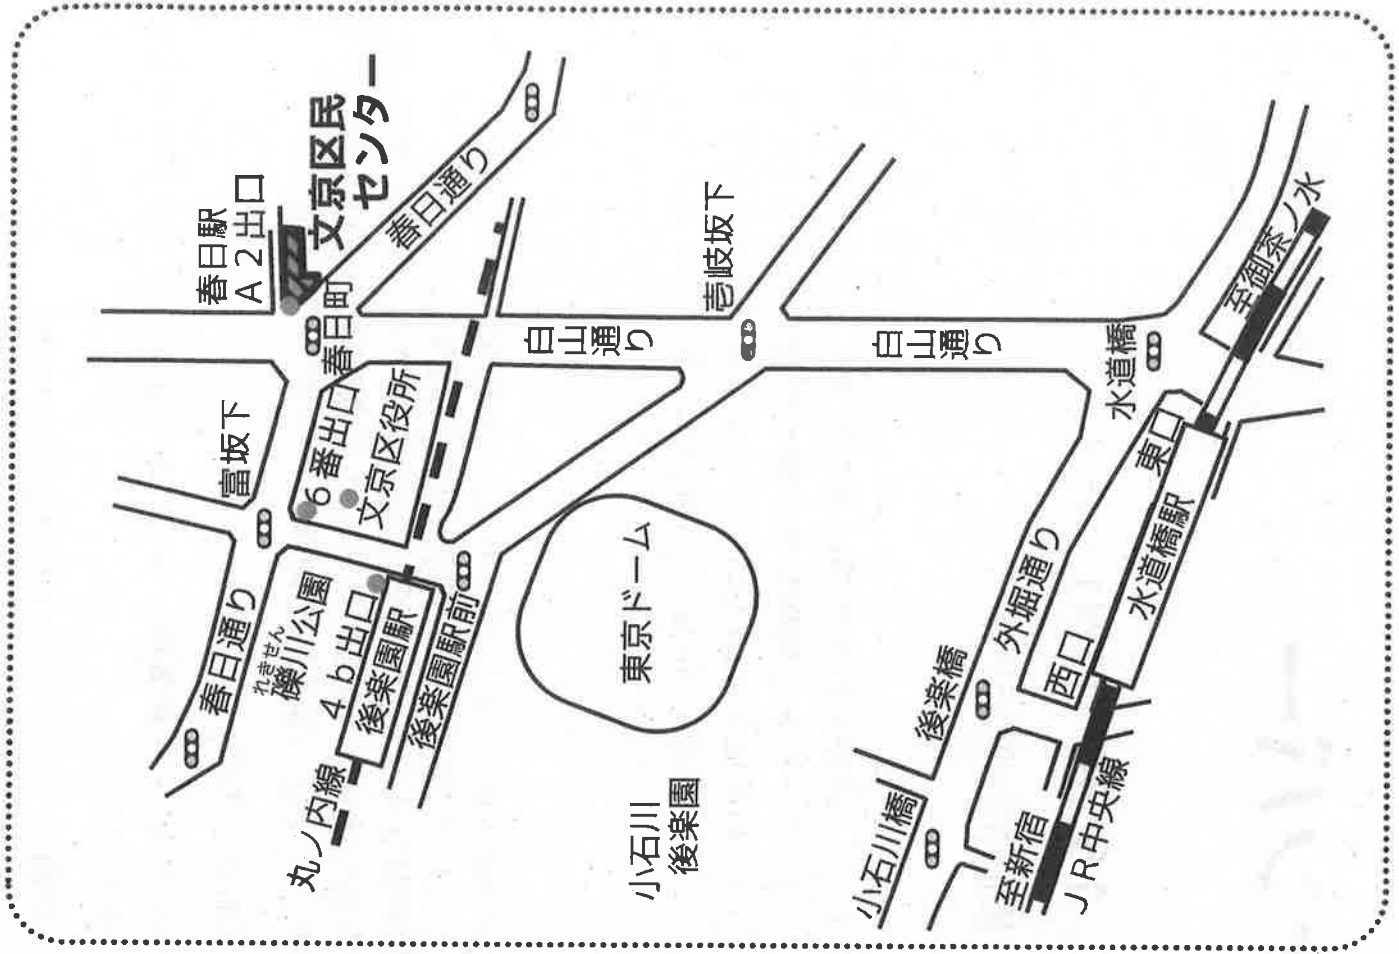 文京区民
センター
春日駅
A2出口
春日通り
春日町
富坂下
6番出口
文京区役所
白山通り
壱岐坂下
白山通り
水道橋
至御茶ノ水
春日通り
れきせん
礫川公園
4b出口
後楽園駅
後楽園駅前
丸ノ内線
東京ドーム
小石川
後楽園
外堀通り
東口
水道橋駅
西口
後楽橋
小石川橋
至新宿
JR中央線